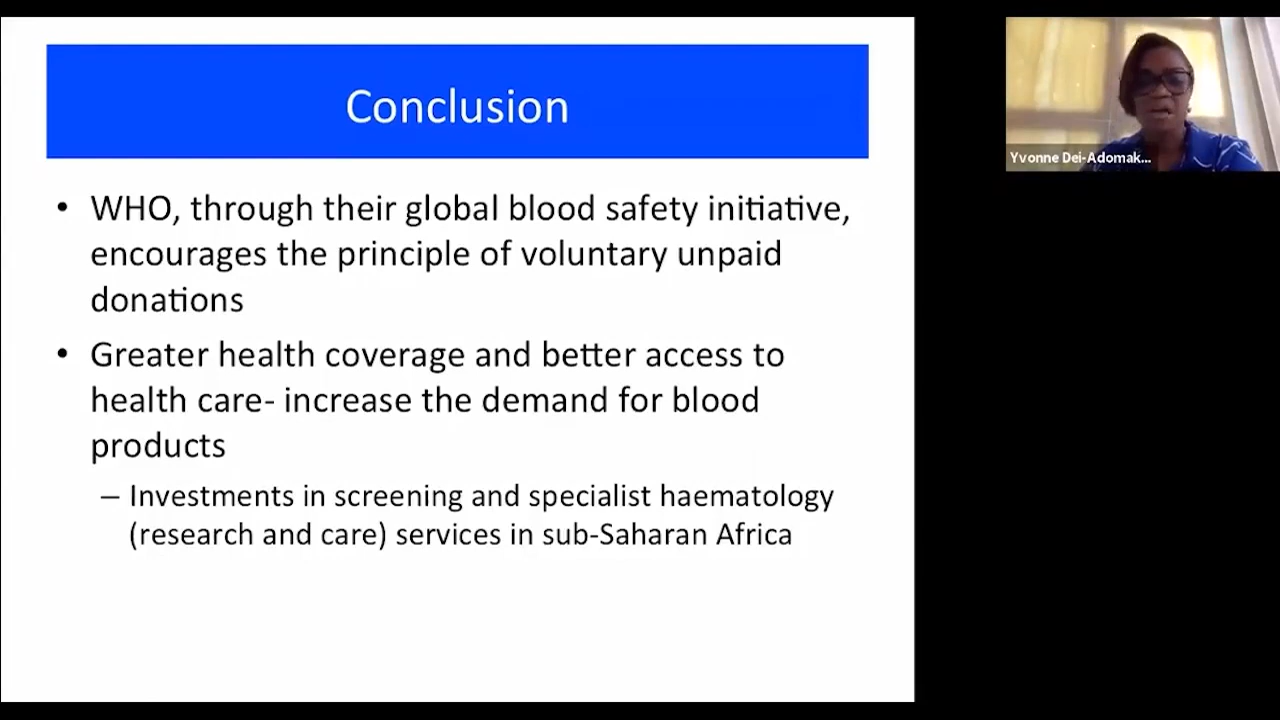 Conclusion
• WHO, through their global blood safety initiative,
encourages the principle of voluntary unpaid
donations
• Greater health coverage and better access to
health care- increase the demand for blood
products
– Investments in screening and specialist haematology
(research and care) services in sub-Saharan Africa
Yvonne Dei-Adomak...